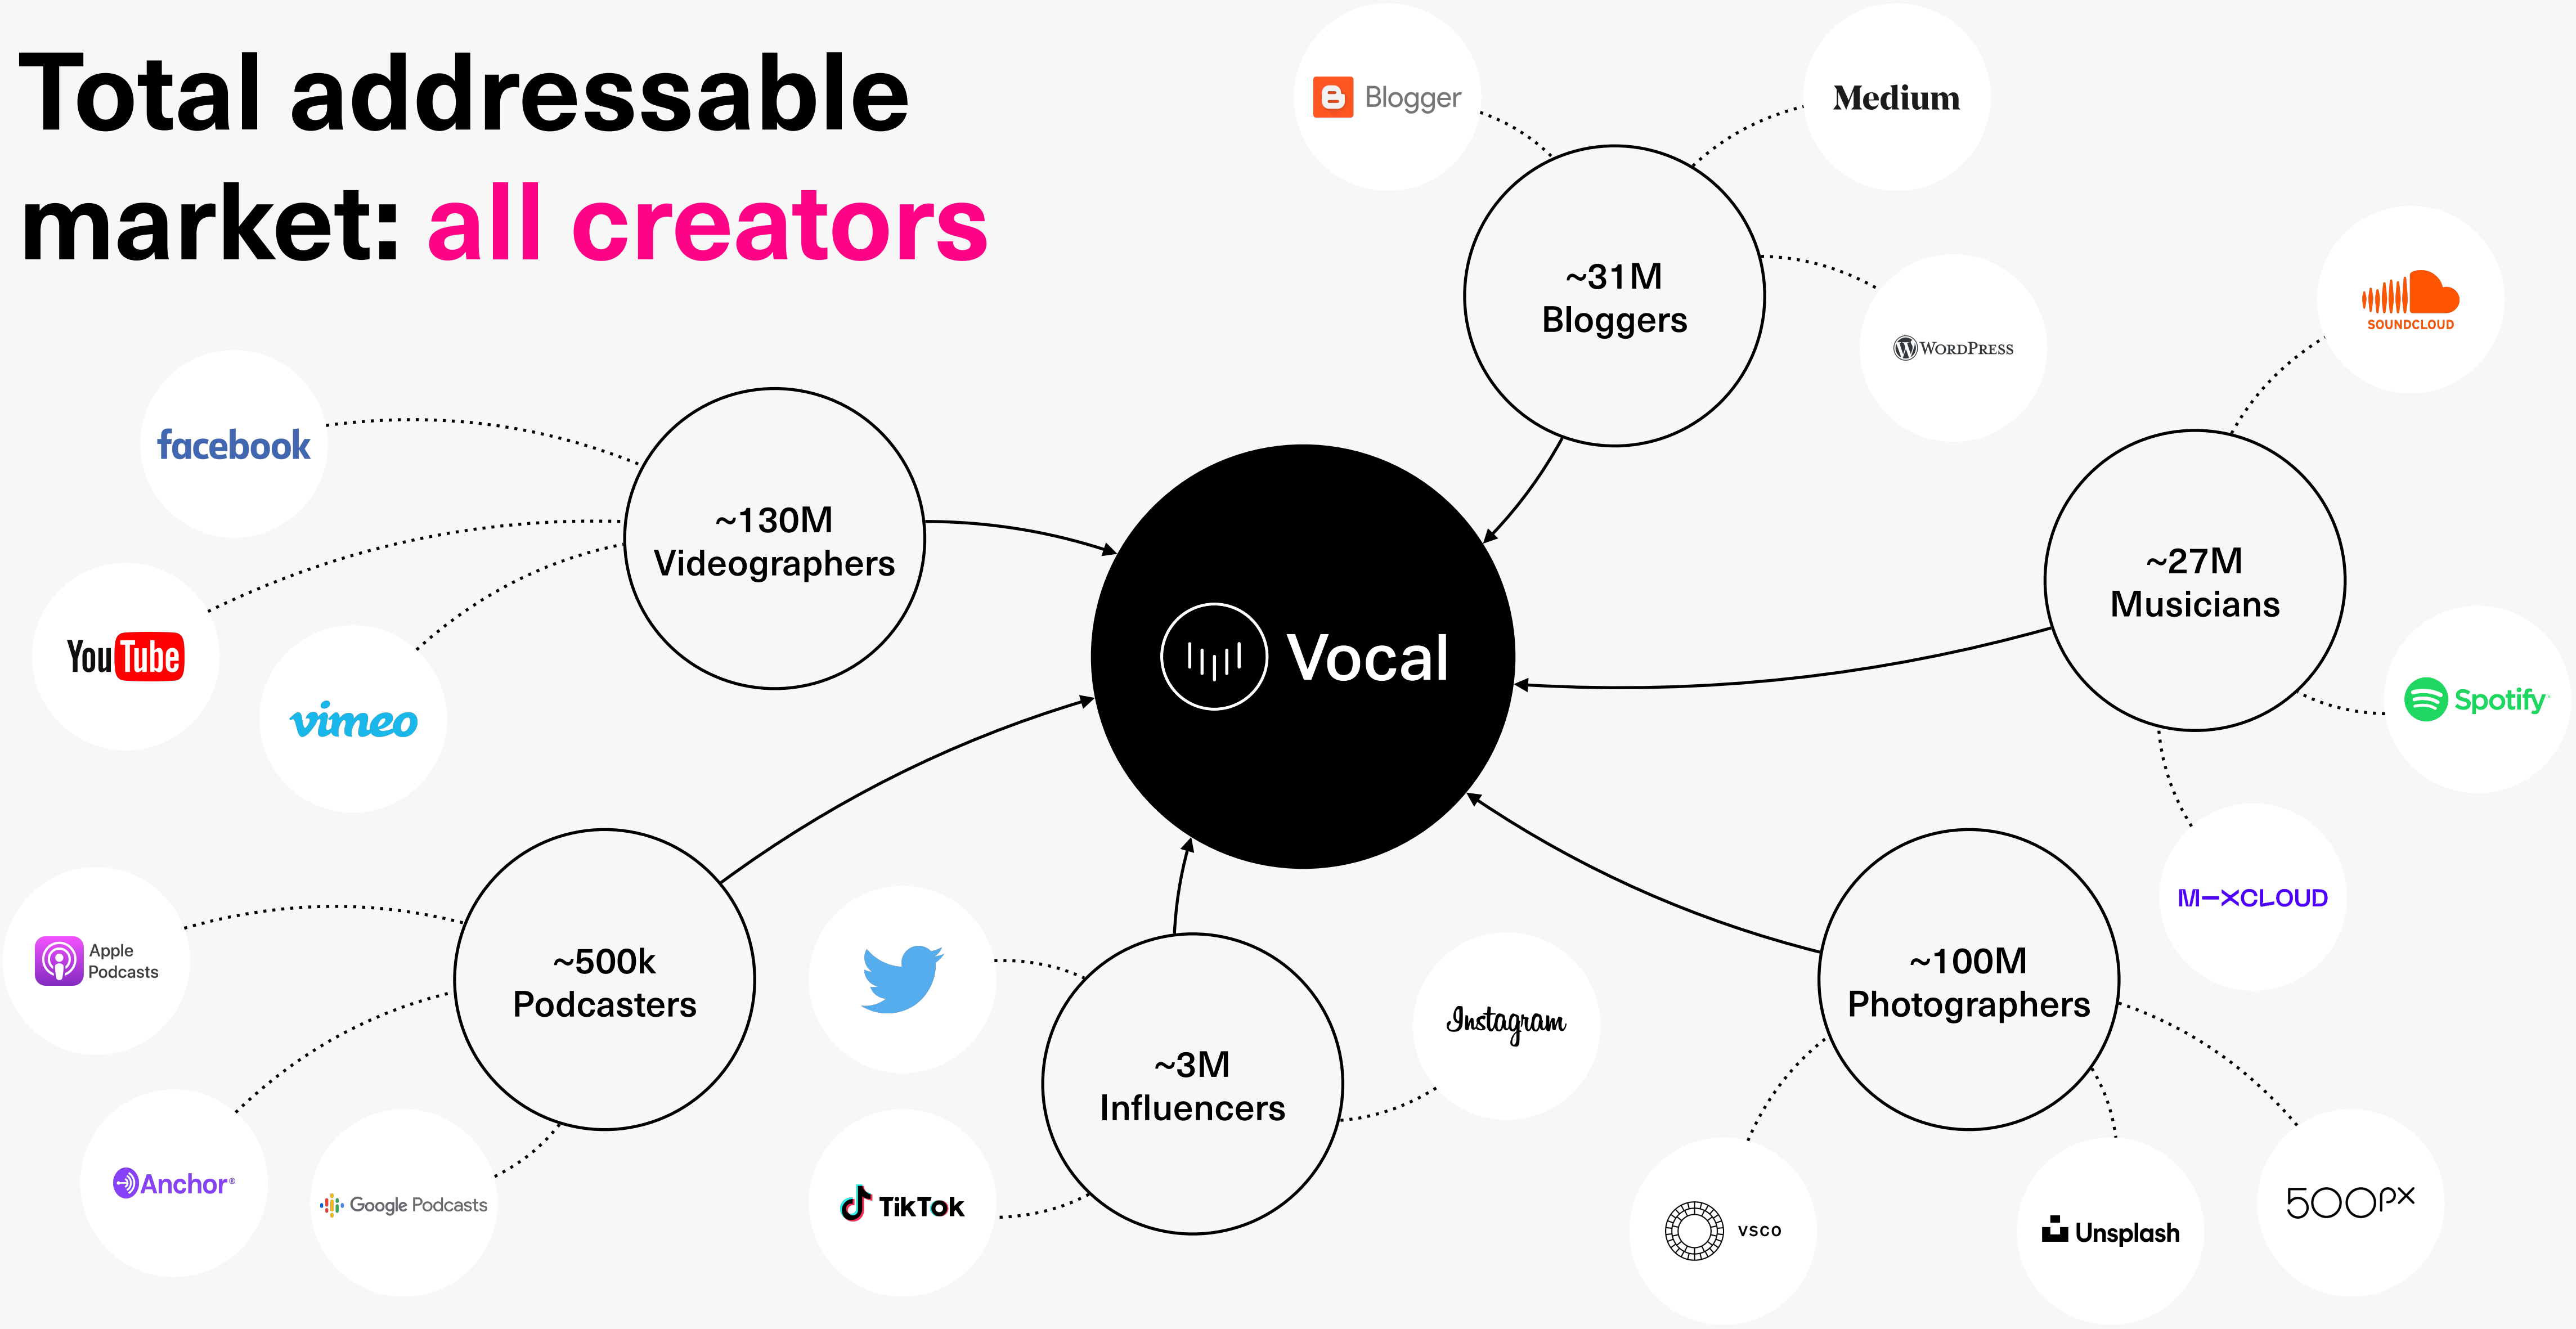 Total addressable
market: all creators
Blogger
Medium
~31M
Bloggers
WORDPRESS
SOUNDCLOUD
facebook
~130M
Videographers
YouTube
vimeo
Vocal
~27M
Musicians
Spotify
M-XCLOUD
Apple
Podcasts
~500k
Podcasters
Anchor®
Google Podcasts
~3M
Influencers
Instagram
TikTok
~100M
Photographers
VSCO
Unsplash
500px